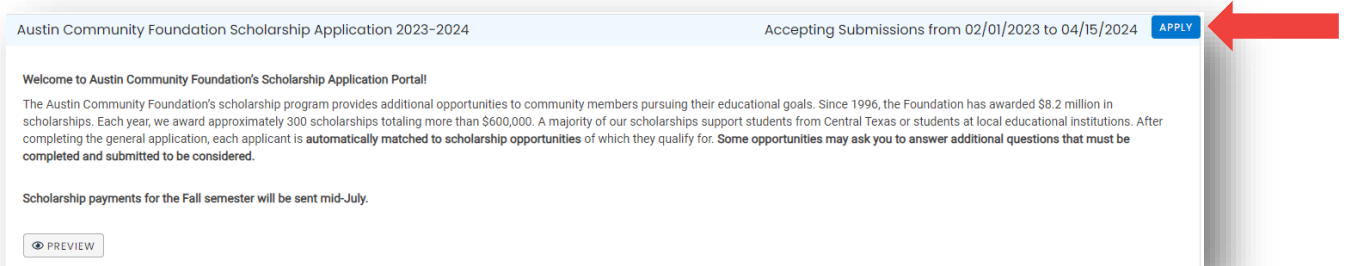 Austin Community Foundation Scholarship Application 2023-2024 Accepting Submissions from 02/01/2023 to 04/15/2024 APPLY
Welcome to Austin Community Foundation's Scholarship Application Portal!
The Austin Community Foundation's scholarship program provides additional opportunities to community members pursuing their educational goals. Since 1996, the Foundation has awarded $8.2 million in
scholarships. Each year, we award approximately 300 scholarships totaling more than $600,000. A majority of our scholarships support students from Central Texas or students at local educational institutions. After
completing the general application, each applicant is automatically matched to scholarship opportunities of which they qualify for. Some opportunities may ask you to answer additional questions that must be
completed and submitted to be considered.
Scholarship payments for the Fall semester will be sent mid-July.
PREVIEW